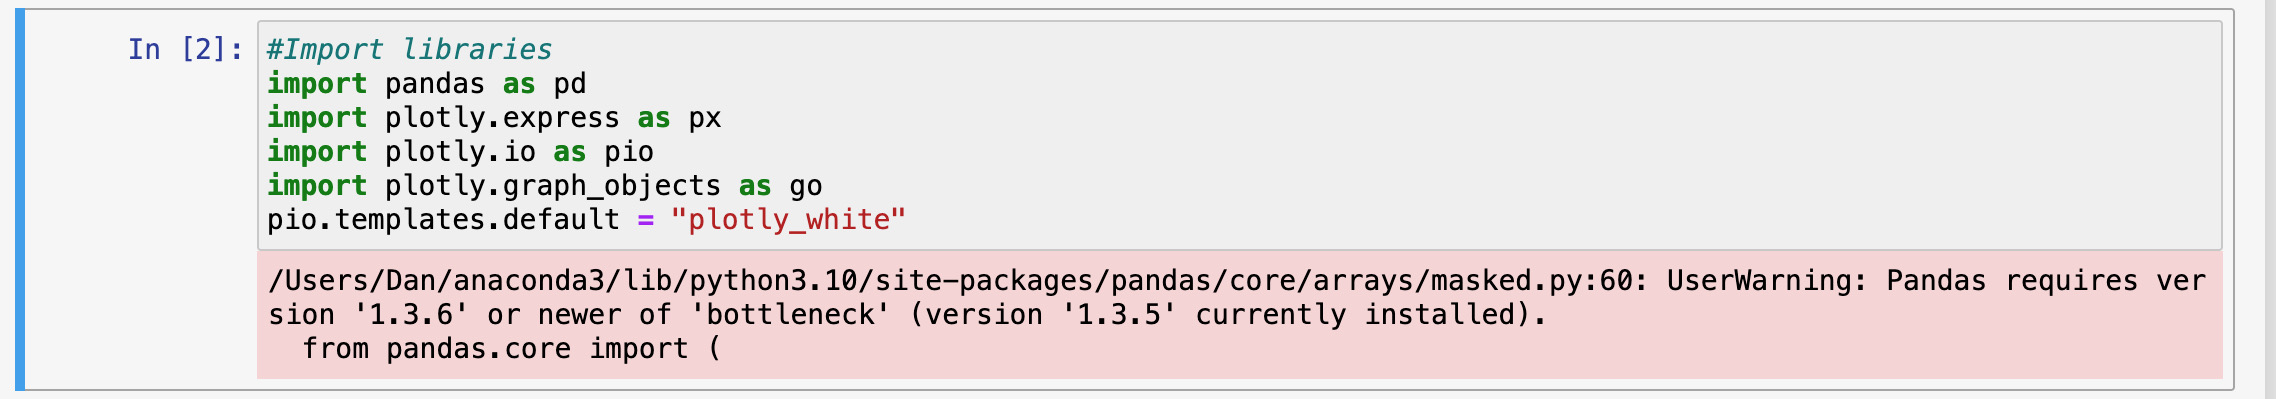 In [2]:
#Import libraries
import pandas as pd
import plotly.express as px
import plotly.io as pio
import plotly.graph_objects as go
pio.templates.default = "plotly_white"
/Users/Dan/anaconda3/lib/python3.10/site-packages/pandas/core/arrays/masked.py:60: UserWarning: Pandas requires ver
sion '1.3.6' or newer of 'bottleneck' (version '1.3.5' currently installed).
  from pandas.core import (